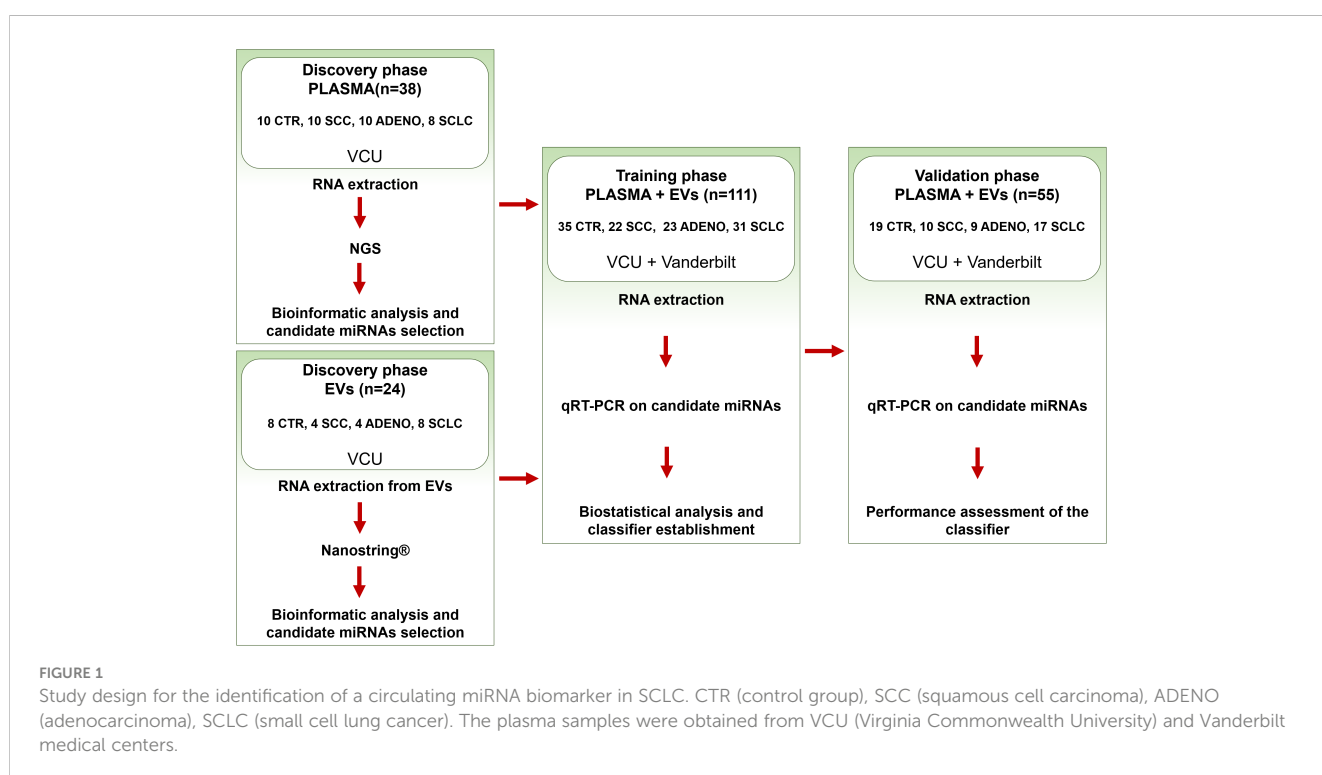 Discovery phase
PLASMA(n=38)
10 CTR, 10 SCC, 10 ADENO, 8 SCLC
VCU
RNA extraction
NGS
Bioinformatic analysis and
candidate miRNAs selection
Discovery phase
EVs (n=24)
8 CTR, 4 SCC, 4 ADENO, 8 SCLC
VCU
RNA extraction from EVs
Nanostring®
Bioinformatic analysis and
candidate miRNAs selection
Training phase
PLASMA + EVs (n=111)
35 CTR, 22 SCC, 23 ADENO, 31 SCLC
VCU + Vanderbilt
RNA extraction
qRT-PCR on candidate miRNAs
Biostatistical analysis and
classifier establishment
Validation phase
PLASMA + EVs (n=55)
19 CTR, 10 SCC, 9 ADENO, 17 SCLC
VCU + Vanderbilt
RNA extraction
qRT-PCR on candidate miRNAs
Performance assessment of the
classifier
FIGURE 1
Study design for the identification of a circulating miRNA biomarker in SCLC. CTR (control group), SCC (squamous cell carcinoma), ADENO
(adenocarcinoma), SCLC (small cell lung cancer). The plasma samples were obtained from VCU (Virginia Commonwealth University) and Vanderbilt
medical centers.